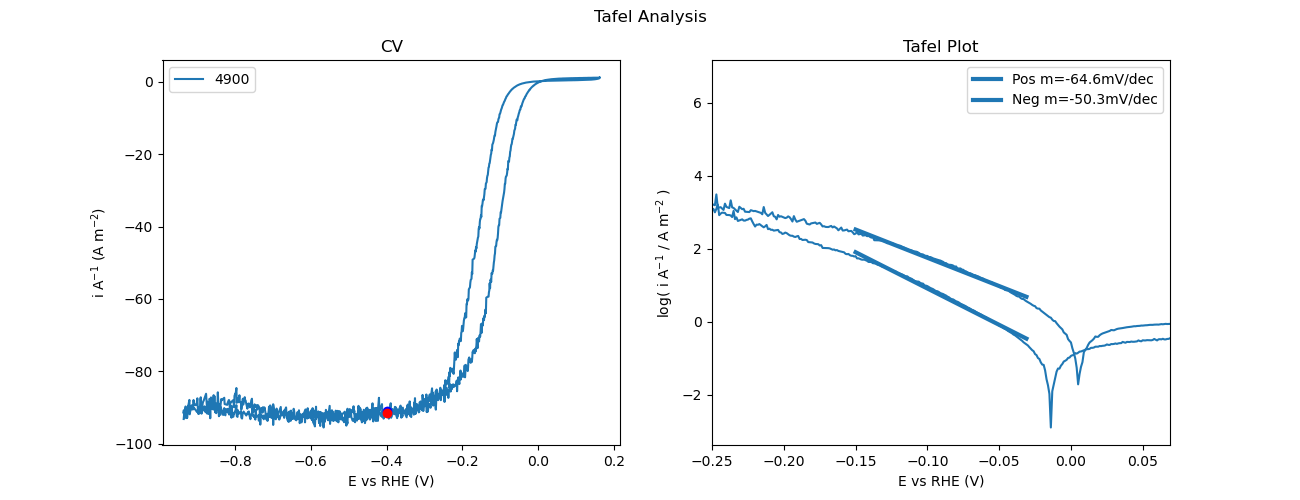 Tafel Analysis
CV
4900
0
−20
−40
−60
−80
−100
−0.8
−0.6
−0.4
−0.2
0.0
0.2
i A⁻¹ (A m⁻²)
E vs RHE (V)
Tafel Plot
Pos m=-64.6mV/dec
Neg m=-50.3mV/dec
6
4
2
0
−2
−0.25
−0.20
−0.15
−0.10
−0.05
0.00
0.05
log( i A⁻¹ / A m⁻² )
E vs RHE (V)